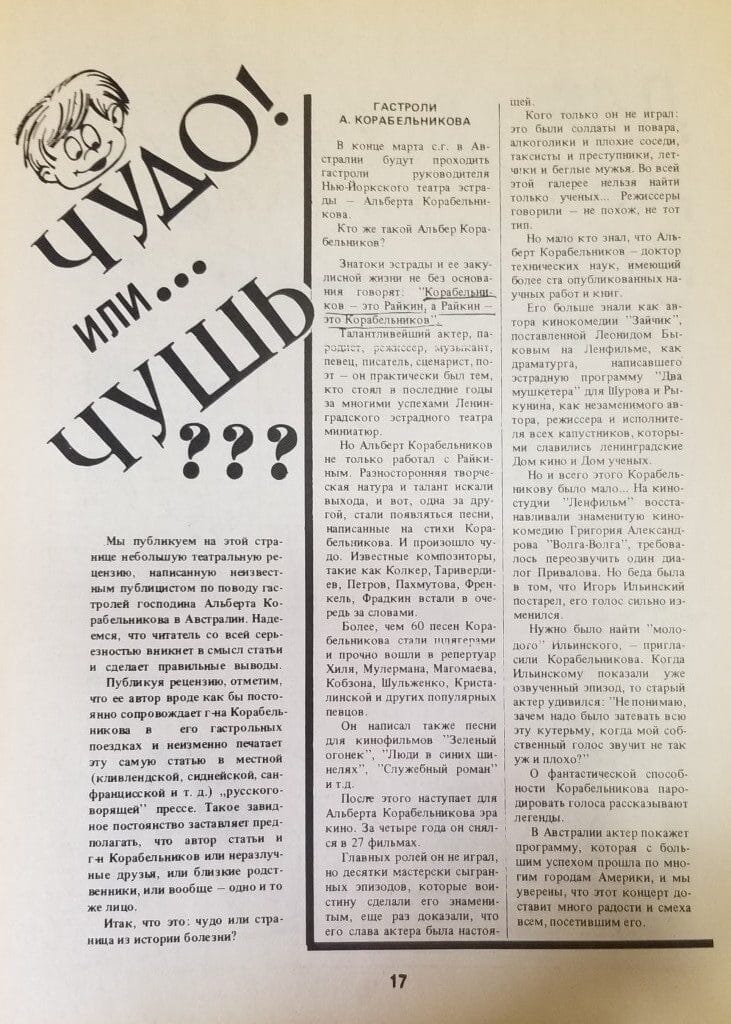 ЧУДО!
ИЛИ...
ЧУШЬ
???
Мы публикуем на этой стра-
нице небольшую театральную ре-
цензию, написанную неизвест-
ным публицистом по поводу гас-
тролей господина Альберта Ко-
рабельникова в Австралии. Наде-
емся, что читатель со всей серь-
езностью вникнет в смысл статьи
и сделает правильные выводы.
Публикуя рецензию, отметим,
что ее автор вроде как бы посто-
янно сопровождает г-на Корабель-
никова в его гастрольных
поездках и неизменно печатает
эту самую статью в местной
(кливлендской, сиднейской, сан-
францисской и т. д.) „русского-
ворящей" прессе. Такое завид-
ное постоянство заставляет пред-
полагать, что автор статьи и
г-н Корабельников или неразлуч-
ные друзья, или близкие родст-
венники, или вообще — одно и то
же лицо.
Итак, что это: чудо или стра-
ница из истории болезни?
ГАСТРОЛИ
А. КОРАБЕЛЬНИКОВА
В конце марта с.г. в Ав-
стралии будут проходить
гастроли руководителя
Нью-Йоркского театра эстра-
ды — Альберта Корабельни-
кова.
Кто же такой Альбер Кора-
бельников?
Знатоки эстрады и ее заку-
лисной жизни не без основа-
ния говорят: "Корабельни-
ков — это Райкин, а Райкин —
это Корабельников".
Талантливейший актер, па-
родист, режиссер, музыкант,
певец, писатель, сценарист, по-
эт — он практически был тем,
кто стоял в последние годы
за многими успехами Ленин-
градского эстрадного театра
миниатюр.
Но Альберт Корабельников
не только работал с Райки-
ным. Разносторонняя творчес-
кая натура и талант искали
выхода, и вот, одна за дру-
гой, стали появляться песни,
написанные на стихи Кора-
бельникова. И произошло чу-
до. Известные композиторы,
такие как Колкер, Таривердин-
ев, Петров, Пахмутова, Френ-
кель, Фрадкин встали в оче-
редь за словами.
Более, чем 60 песен Кора-
бельникова стали шлягерами
и прочно вошли в репертуар
Хиля, Мулермана, Магомаева,
Кобзона, Шульженко, Криста-
линской и других популярных
певцов.
Он написал также песни
для кинофильмов "Зеленый
огонек", "Люди в синих ши-
нелях", "Служебный роман"
и т.д.
После этого наступает для
Альберта Корабельникова эра
кино. За четыре года он снял-
ся в 27 фильмах.
Главных ролей он не играл,
но десятки мастерски сыгран-
ных эпизодов, которые вои-
стину сделали его знамени-
тым, еще раз доказали, что
его слава актера была настоя-
щей.
Кого только он не играл:
это были солдаты и повара,
алкоголики и плохие соседи,
таксисты и преступники, лет-
чики и беглые мужья. Во всей
этой галерее нельзя найти
только ученых... Режиссеры
говорили — не похож, не тот
тип.
Но мало кто знал, что Аль-
берт Корабельников — доктор
технических наук, имеющий
более ста опубликованных на-
учных работ и книг.
Его больше знали как ав-
тора кинокомедии "Зайчик",
поставленной Леонидом Бы-
ковым на Ленфильме, как
драматурга, написавшего
эстрадную программу "Два
мушкетера" для Шурова и Ры-
кунина, как незаменимого ав-
тора, режиссера и исполните-
ля всех капустников, которы-
ми славились ленинградские
Дом кино и Дом ученых.
Но и всего этого Корабель-
никову было мало... На кино-
студии "Ленфильм" восста-
навливали знаменитую кино-
комедию Григория Александ-
рова "Волга-Волга", требова-
лось переозвучить один диа-
лог Привалова. Но беда была
в том, что Игорь Ильинский
постарел, его голос сильно из-
менился.
Нужно было найти "моло-
дого" Ильинского, — пригла-
сили Корабельникова. Когда
Ильинскому показали уже
озвученный эпизод, то старый
актер удивился: "Не понимаю,
зачем надо было затевать всю
эту кутерьму, когда мой соб-
ственный голос звучит не так
уж и плохо?"
О фантастической способ-
ности Корабельникова паро-
дировать голоса рассказывают
легенды.
В Австралии актер покажет
программу, которая с боль-
шим успехом прошла по мно-
гим городам Америки, и мы
уверены, что этот концерт до-
ставит много радости и смеха
всем, посетившим его.
17